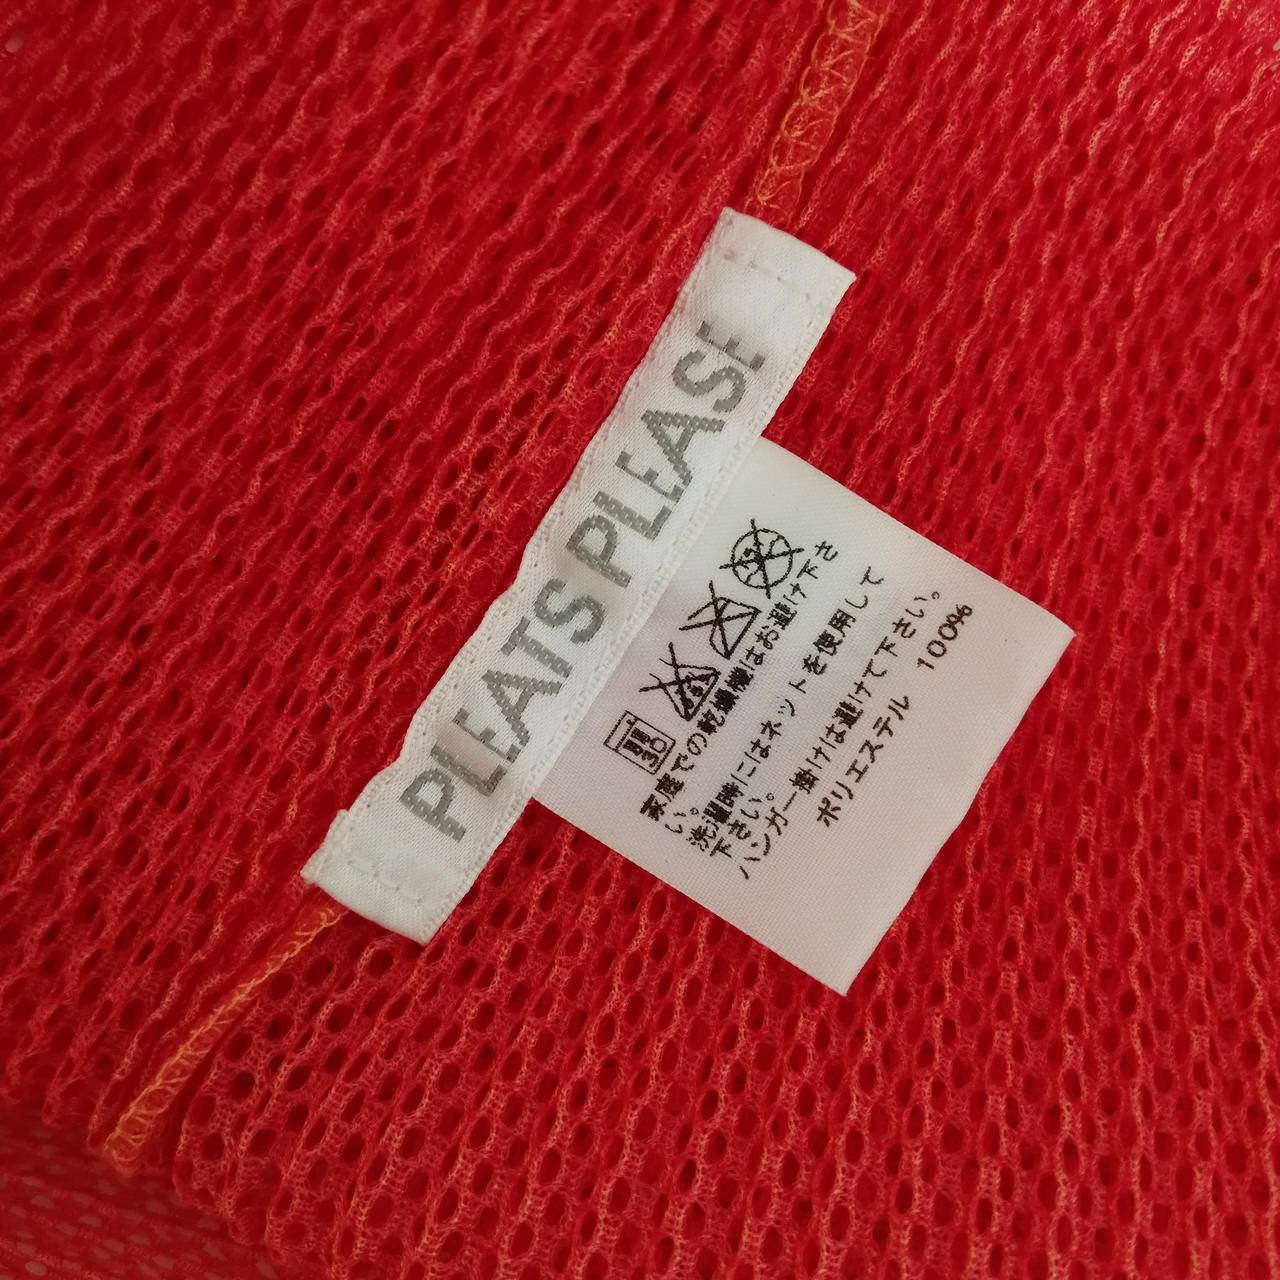 PLEATS PLEASE
家庭での乾燥機はお避け下さ
い。
洗濯時にはネットを使用して
下さい。
ハンガー掛けは避けて下さい。
ポリエステル 100%